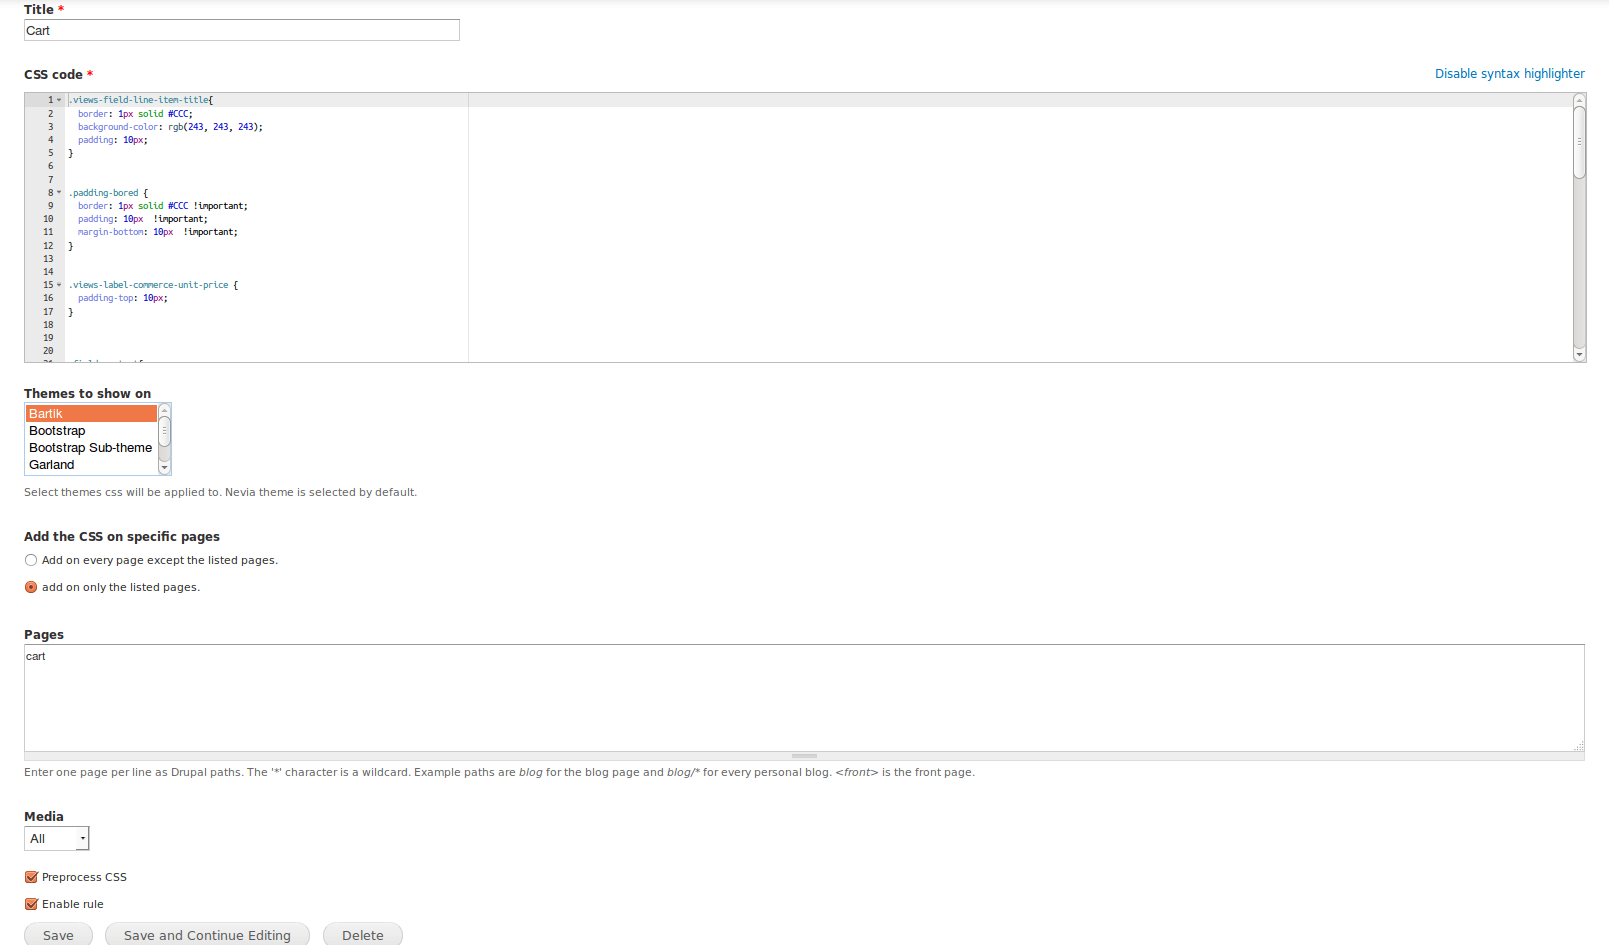 Title *
Cart
CSS code *
Disable syntax highlighter
1 .views-field-line-item-title{
2 border: 1px solid #CCC;
3 background-color: rgb(243, 243, 243);
4 padding: 10px;
5 }
6
7
8 .padding-bored {
9 border: 1px solid #CCC !important;
10 padding: 10px  !important;
11 margin-bottom: 10px  !important;
12 }
13
14
15 .views-label-commerce-unit-price {
16 padding-top: 10px;
17 }
18
19
20
Themes to show on
Bartik
Bootstrap
Bootstrap Sub-theme
Garland
Select themes css will be applied to. Nevia theme is selected by default.
Add the CSS on specific pages
Add on every page except the listed pages.
add on only the listed pages.
Pages
cart
Enter one page per line as Drupal paths. The '*' character is a wildcard. Example paths are blog for the blog page and blog/* for every personal blog. <front> is the front page.
Media
All
Preprocess CSS
Enable rule
Save
Save and Continue Editing
Delete